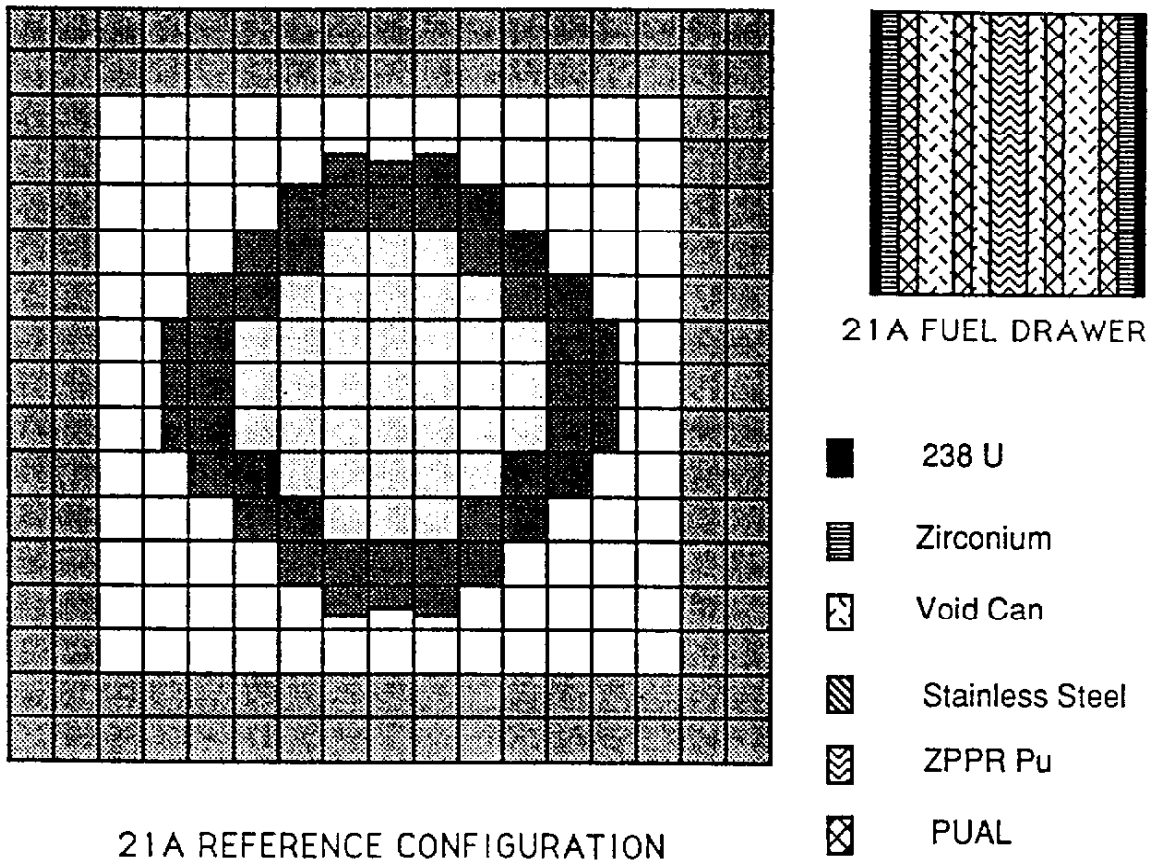 21A FUEL DRAWER
238 U
Zirconium
Void Can
Stainless Steel
ZPPR Pu
PUAL
21A REFERENCE CONFIGURATION